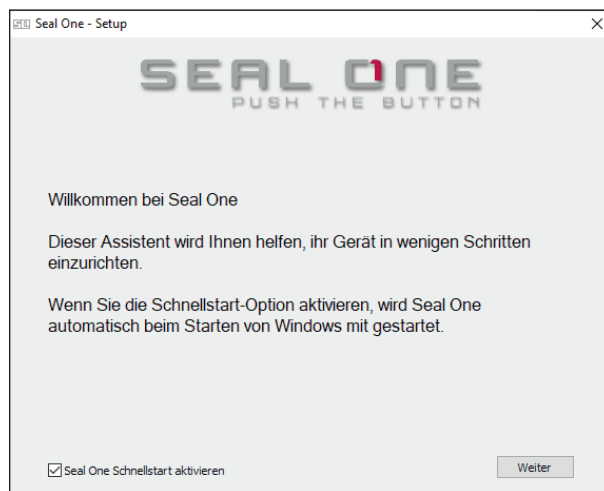 Seal One - Setup
SEAL ONE
PUSH THE BUTTON
Willkommen bei Seal One
Dieser Assistent wird Ihnen helfen, ihr Gerät in wenigen Schritten
einzurichten.
Wenn Sie die Schnellstart-Option aktivieren, wird Seal One
automatisch beim Starten von Windows mit gestartet.
Seal One Schnellstart aktivieren
Weiter